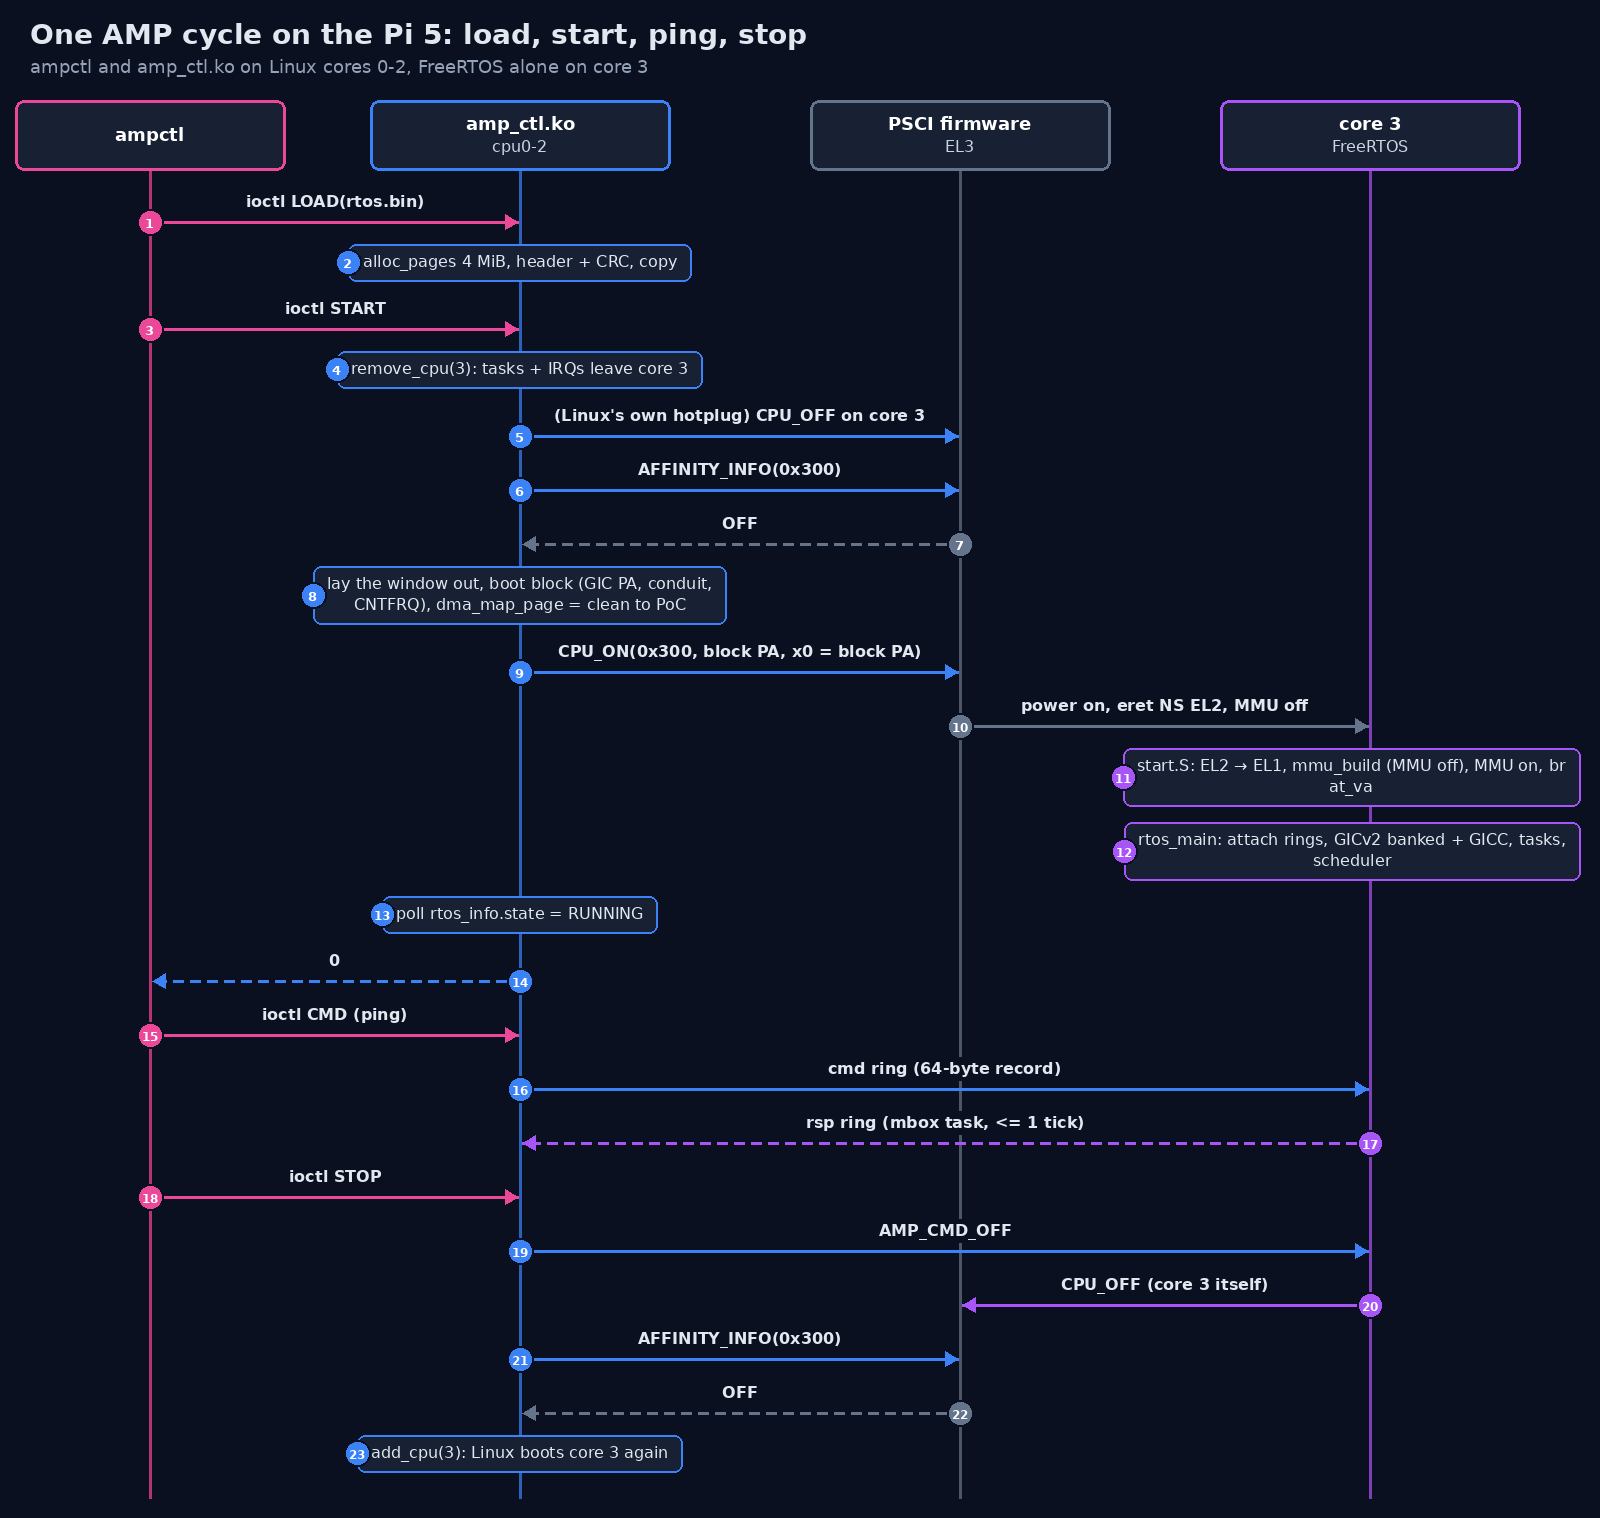 One AMP cycle on the Pi 5: load, start, ping, stop
ampctl and amp_ctl.ko on Linux cores 0-2, FreeRTOS alone on core 3
ampctl
amp_ctl.ko
cpu0-2
PSCI firmware
EL3
core 3
FreeRTOS
ioctl LOAD(rtos.bin)
1
2 alloc_pages 4 MiB, header + CRC, copy
ioctl START
3
4 remove_cpu(3): tasks + IRQs leave core 3
(Linux's own hotplug) CPU_OFF on core 3
5
AFFINITY_INFO(0x300)
6
OFF
7
8 lay the window out, boot block (GIC PA, conduit,
CNTFRQ), dma_map_page = clean to PoC
CPU_ON(0x300, block PA, x0 = block PA)
9
power on, eret NS EL2, MMU off
10
11 start.S: EL2 → EL1, mmu_build (MMU off), MMU on, br
at_va
12 rtos_main: attach rings, GICv2 banked + GICC, tasks,
scheduler
13 poll rtos_info.state = RUNNING
0
14
ioctl CMD (ping)
15
cmd ring (64-byte record)
16
rsp ring (mbox task, <= 1 tick)
17
ioctl STOP
18
AMP_CMD_OFF
19
CPU_OFF (core 3 itself)
20
AFFINITY_INFO(0x300)
21
OFF
22
23 add_cpu(3): Linux boots core 3 again